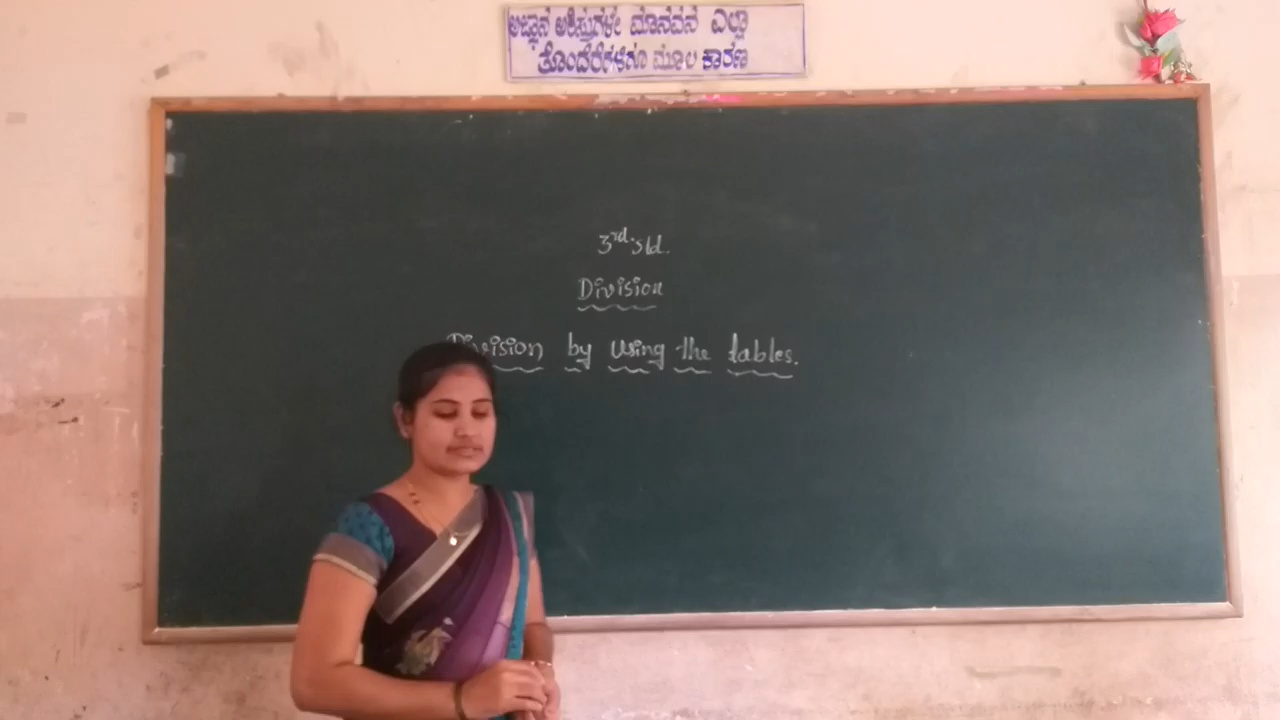 ಅಜ್ಞಾನ ಅಶಿಸ್ತುಗಳೇ ಮಾನವನ ಎಲ್ಲಾ
ತೊಂದರೆಗಳಿಗೂ ಮೂಲ ಕಾರಣ
3rd std.
Division
Division by using the tables.